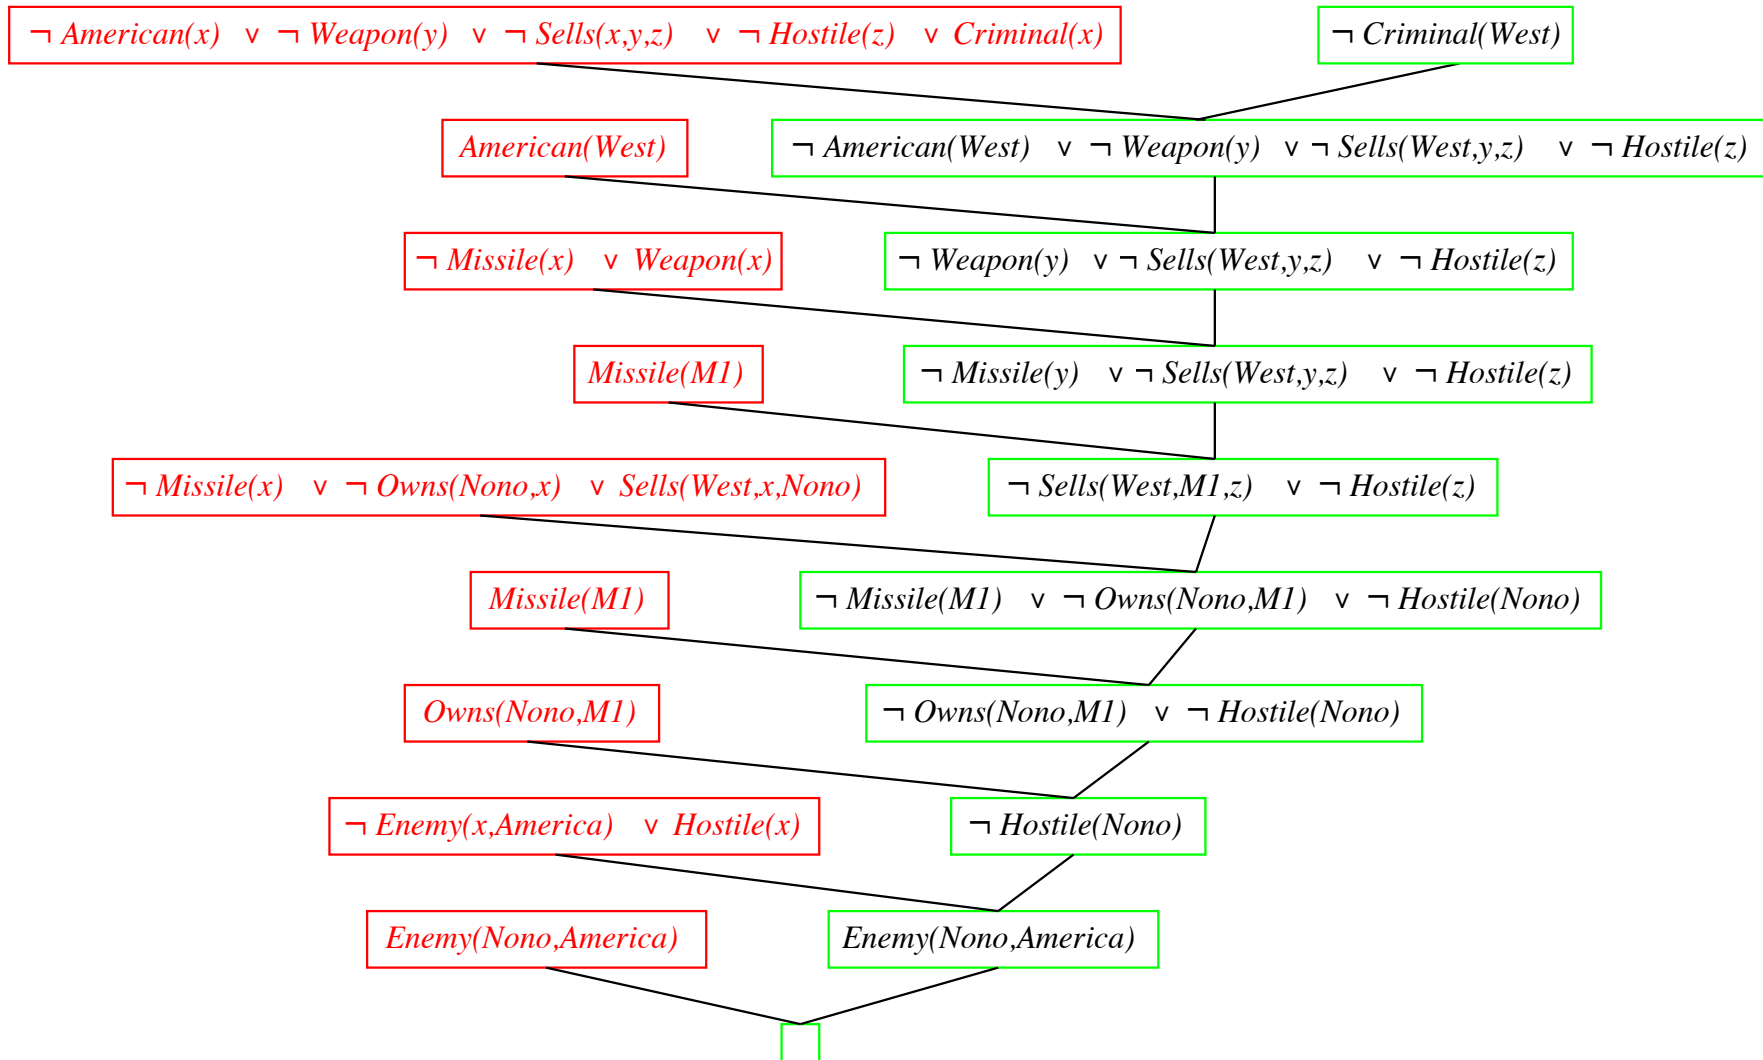 ¬ American(x) ∨ ¬ Weapon(y) ∨ ¬ Sells(x,y,z) ∨ ¬ Hostile(z) ∨ Criminal(x)
¬ Criminal(West)
American(West)
¬ American(West) ∨ ¬ Weapon(y) ∨ ¬ Sells(West,y,z) ∨ ¬ Hostile(z)
¬ Missile(x) ∨ Weapon(x)
¬ Weapon(y) ∨ ¬ Sells(West,y,z) ∨ ¬ Hostile(z)
Missile(M1)
¬ Missile(y) ∨ ¬ Sells(West,y,z) ∨ ¬ Hostile(z)
¬ Missile(x) ∨ ¬ Owns(Nono,x) ∨ Sells(West,x,Nono)
¬ Sells(West,M1,z) ∨ ¬ Hostile(z)
Missile(M1)
¬ Missile(M1) ∨ ¬ Owns(Nono,M1) ∨ ¬ Hostile(Nono)
Owns(Nono,M1)
¬ Owns(Nono,M1) ∨ ¬ Hostile(Nono)
¬ Enemy(x,America) ∨ Hostile(x)
¬ Hostile(Nono)
Enemy(Nono,America)
Enemy(Nono,America)